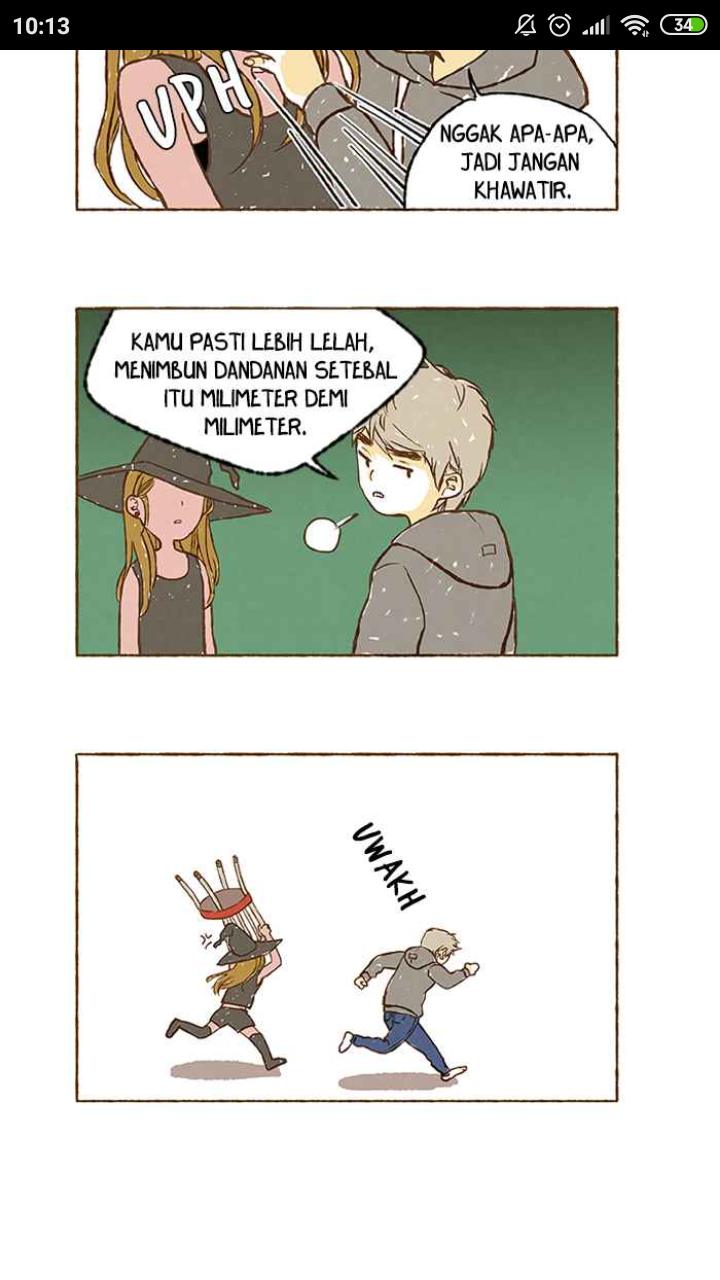 10:13
34
UPH
NGGAK APA-APA,
JADI JANGAN
KHAWATIR.
KAMU PASTI LEBIH LELAH,
MENIMBUN DANDANAN SETEBAL
ITU MILIMETER DEMI
MILIMETER.
UWAKH